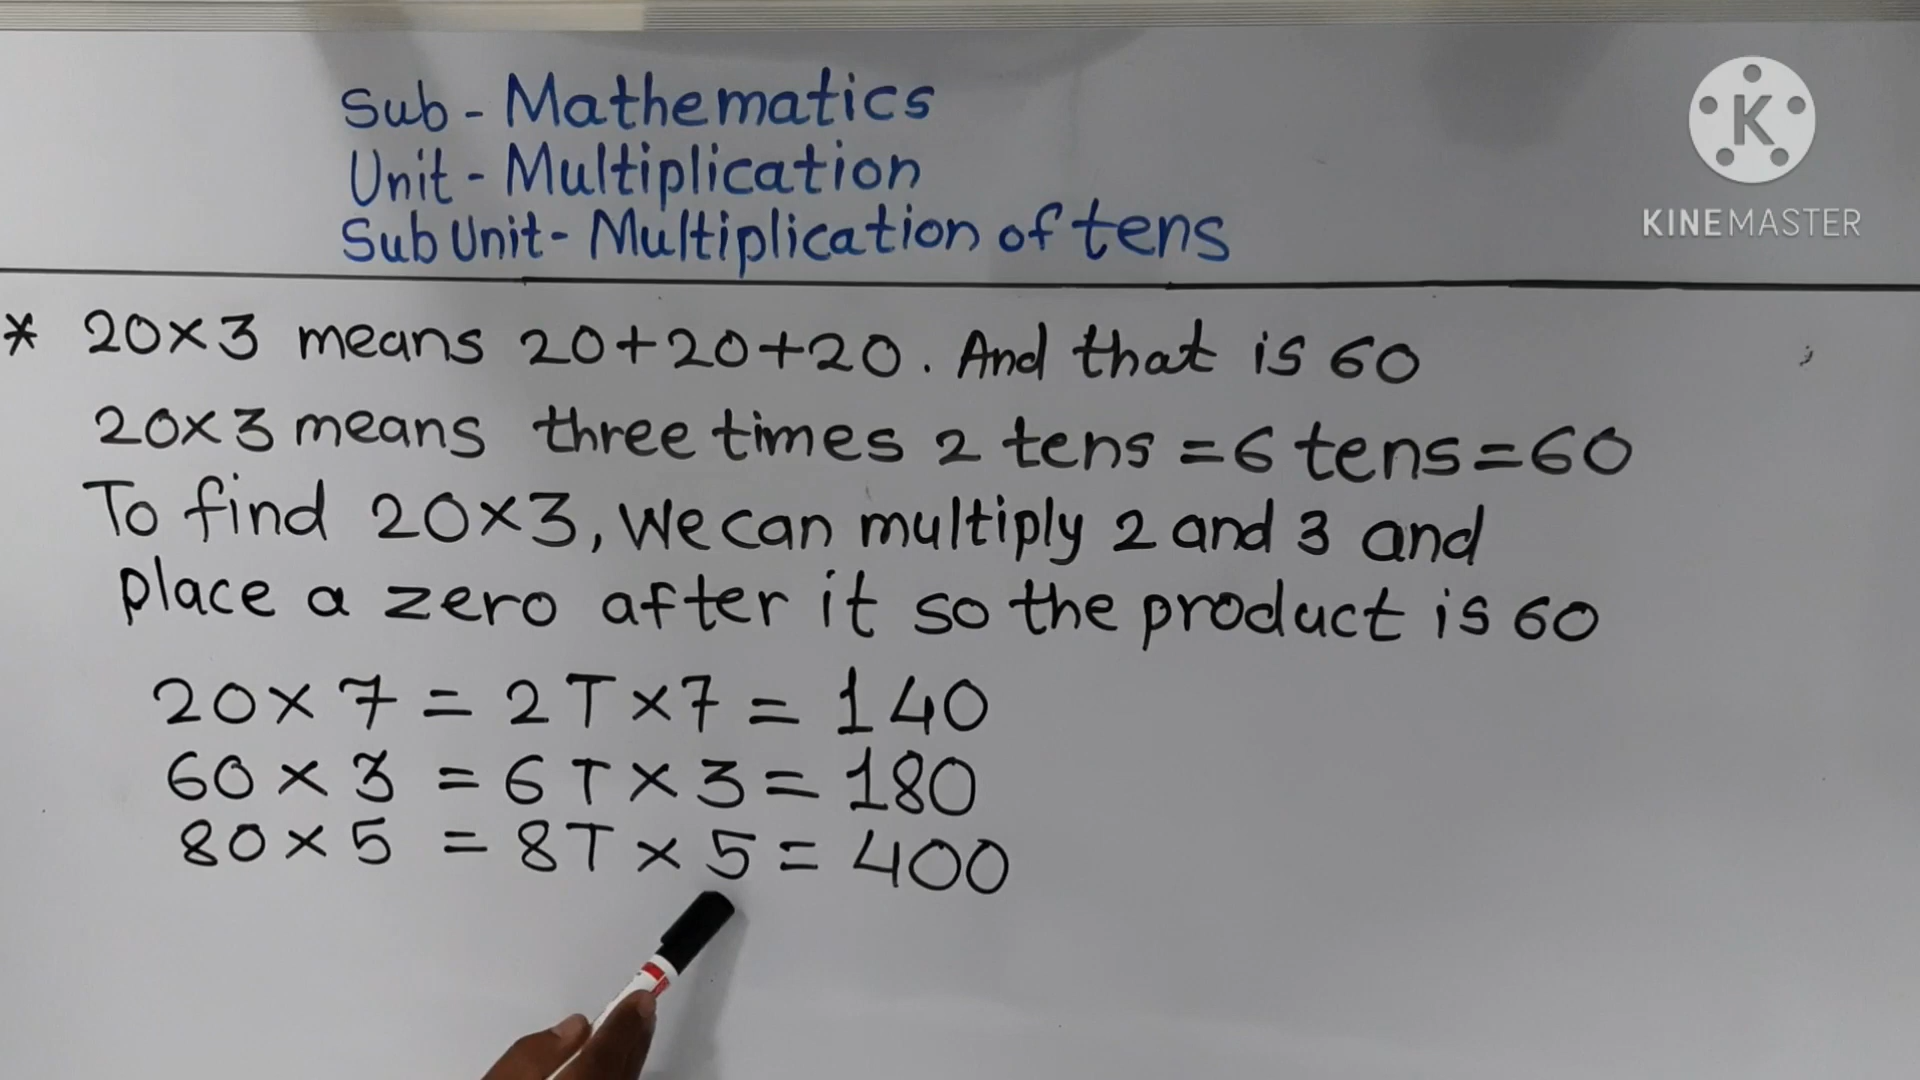 Sub - Mathematics
Unit - Multiplication
Sub Unit - Multiplication of tens
K
KINEMASTER
* 20×3 means 20+20+20. And that is 60
20×3 means three times 2 tens =6 tens=60
To find 20×3, We can multiply 2 and 3 and
place a zero after it so the product is 60
20×7 = 2T×7 = 140
60×3 = 6T×3=180
80×5 = 8T×5=400